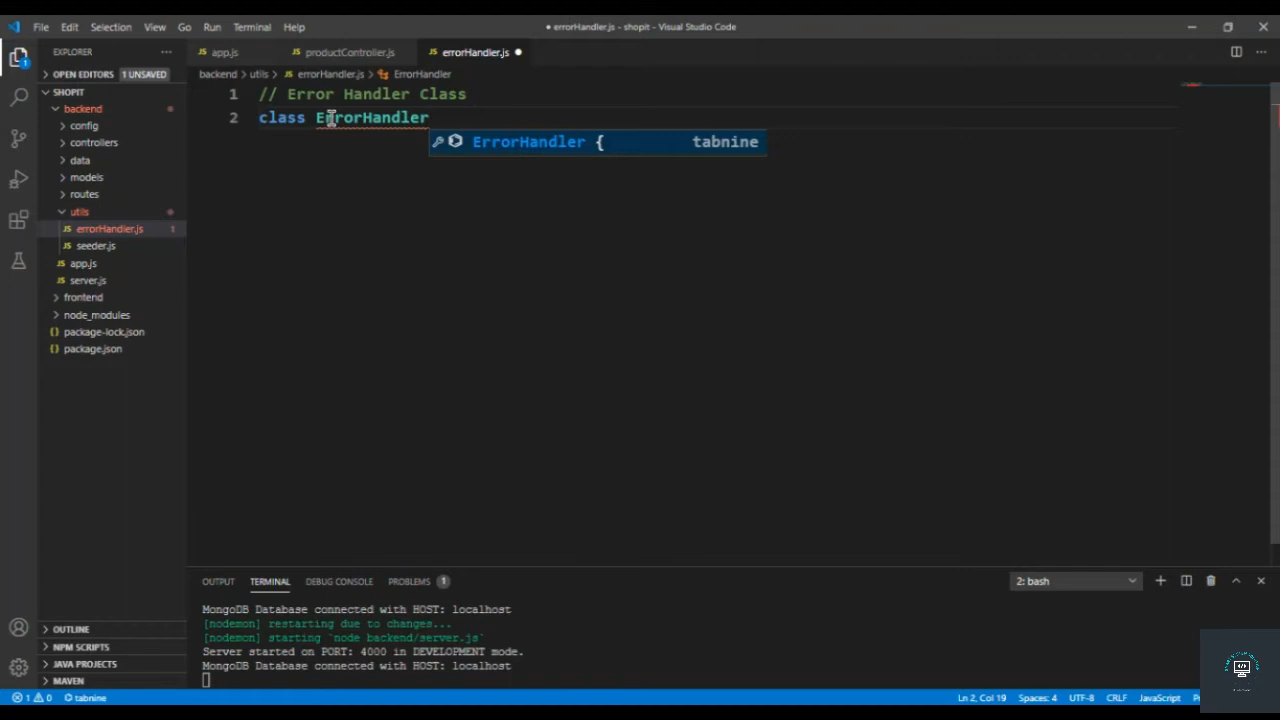 File Edit Selection View Go Run Terminal Help
● errorHandler.js - shopit - Visual Studio Code
EXPLORER
app.js
productController.js
errorHandler.js
OPEN EDITORS 1 UNSAVED
backend > utils > errorHandler.js > ErrorHandler
SHOPIT
backend
config
controllers
data
models
routes
utils
errorHandler.js 1
seeder.js
app.js
server.js
frontend
node_modules
package-lock.json
package.json
1 // Error Handler Class
2 class ErrorHandler
ErrorHandler { tabnine
OUTPUT TERMINAL DEBUG CONSOLE PROBLEMS 1
2: bash
MongoDB Database connected with HOST: localhost
[nodemon] restarting due to changes...
[nodemon] starting `node backend/server.js`
Server started on PORT: 4000 in DEVELOPMENT mode.
MongoDB Database connected with HOST: localhost
OUTLINE
NPM SCRIPTS
JAVA PROJECTS
MAVEN
1 0 tabnine
Ln 2, Col 19 Spaces: 4 UTF-8 CRLF JavaScript